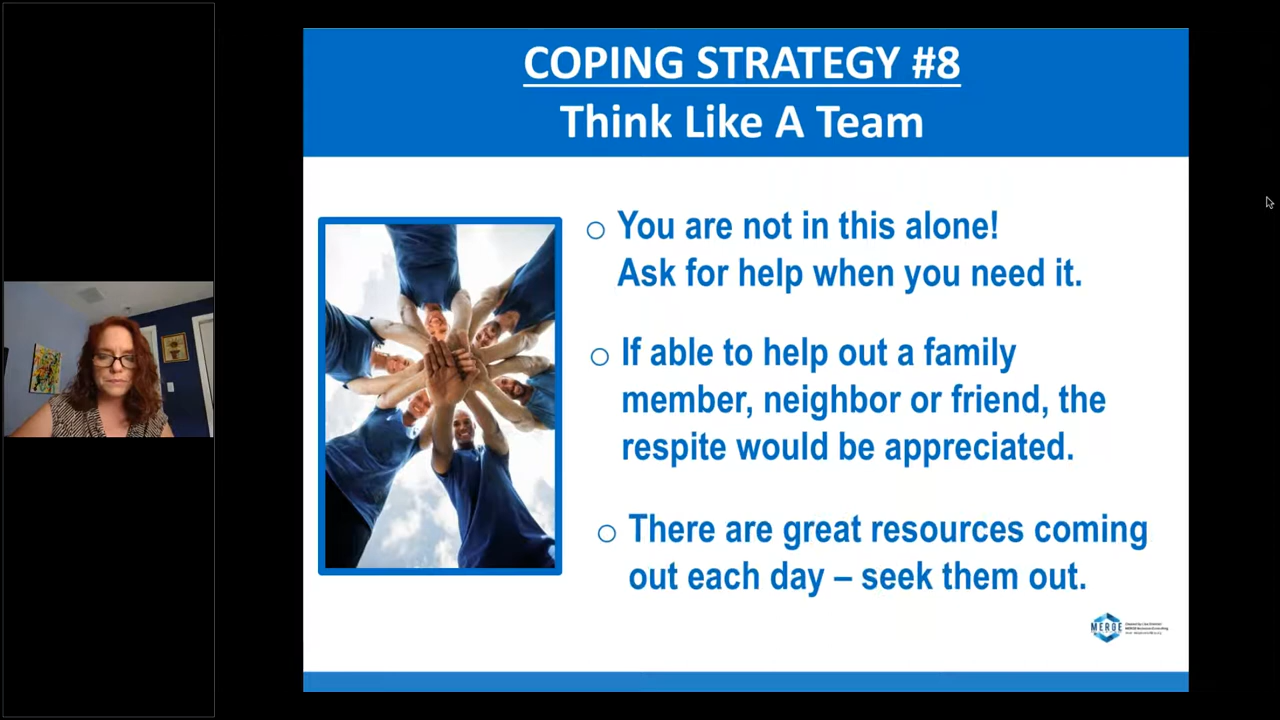 COPING STRATEGY #8
Think Like A Team
You are not in this alone!
Ask for help when you need it.
If able to help out a family
member, neighbor or friend, the
respite would be appreciated.
There are great resources coming
out each day – seek them out.
MERGE